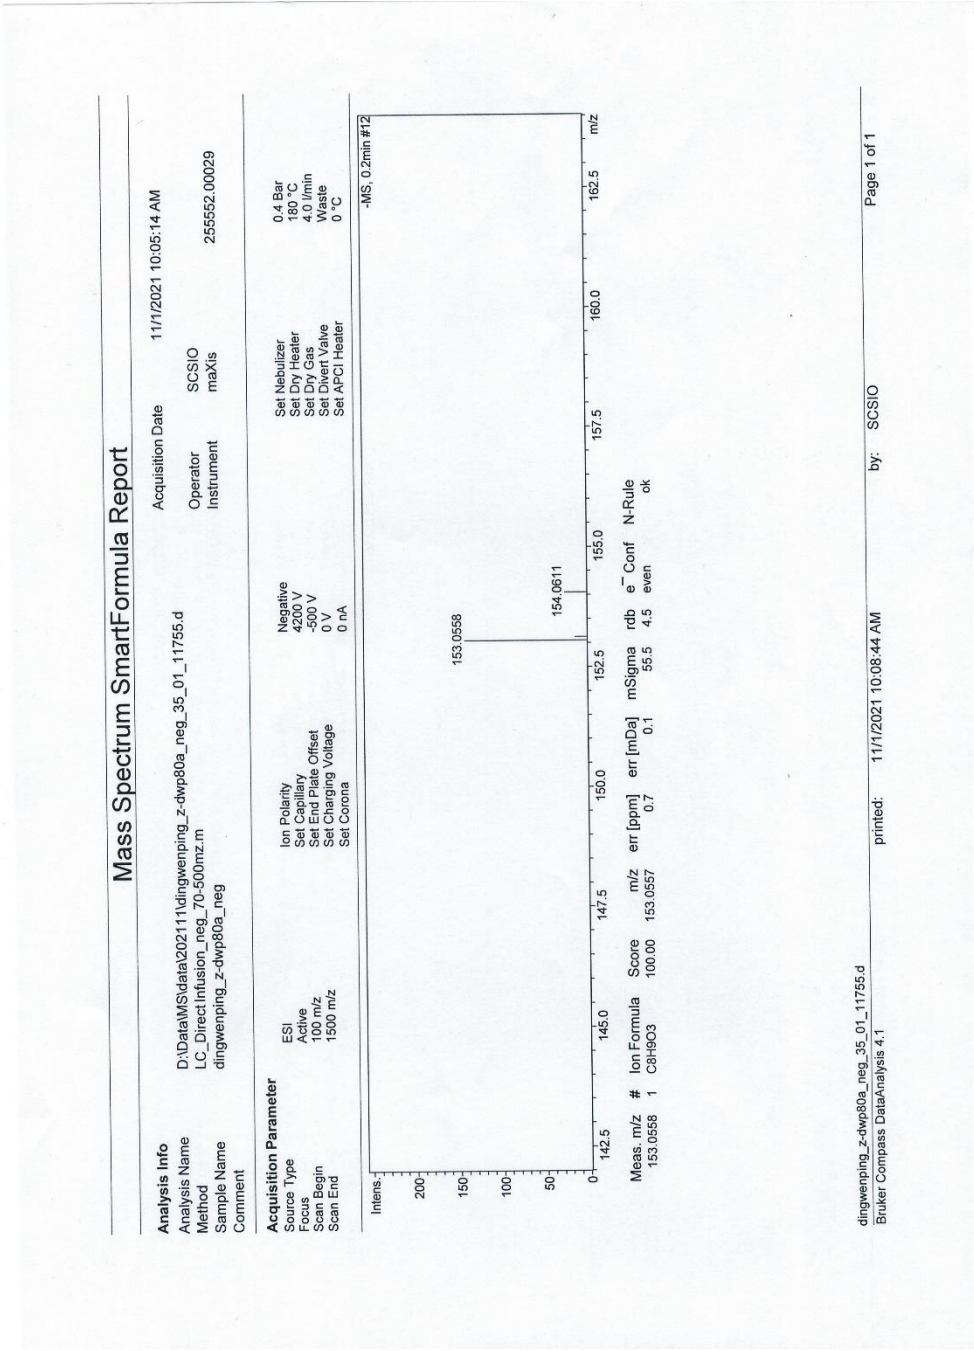 Mass Spectrum SmartFormula Report
Analysis Info
Acquisition Date 11/1/2021 10:05:14 AM
Analysis Name D:\Data\MS\data\202111\dingwenping_z-dwp80a_neg_35_01_11755.d
Method LC_Direct Infusion_neg_70-500mz.m Operator SCSIO
Sample Name dingwenping_z-dwp80a_neg Instrument maXis 255552.00029
Comment
Acquisition Parameter
Source Type ESI Ion Polarity Negative Set Nebulizer 0.4 Bar
Focus Active Set Capillary 4200 V Set Dry Heater 180 °C
Scan Begin 100 m/z Set End Plate Offset -500 V Set Dry Gas 4.0 l/min
Scan End 1500 m/z Set Charging Voltage 0 V Set Divert Valve Waste
Set Corona 0 nA Set APCI Heater 0 °C
Intens.
-MS, 0.2min #12
200
150
100
50
0
153.0558
154.0611
142.5 145.0 147.5 150.0 152.5 155.0 157.5 160.0 162.5 m/z
Meas. m/z # Ion Formula Score m/z err [ppm] err [mDa] mSigma rdb e⁻ Conf N-Rule
153.0558 1 C8H9O3 100.00 153.0557 0.7 0.1 55.5 4.5 even ok
dingwenping_z-dwp80a_neg_35_01_11755.d
Bruker Compass DataAnalysis 4.1 printed: 11/1/2021 10:08:44 AM by: SCSIO Page 1 of 1